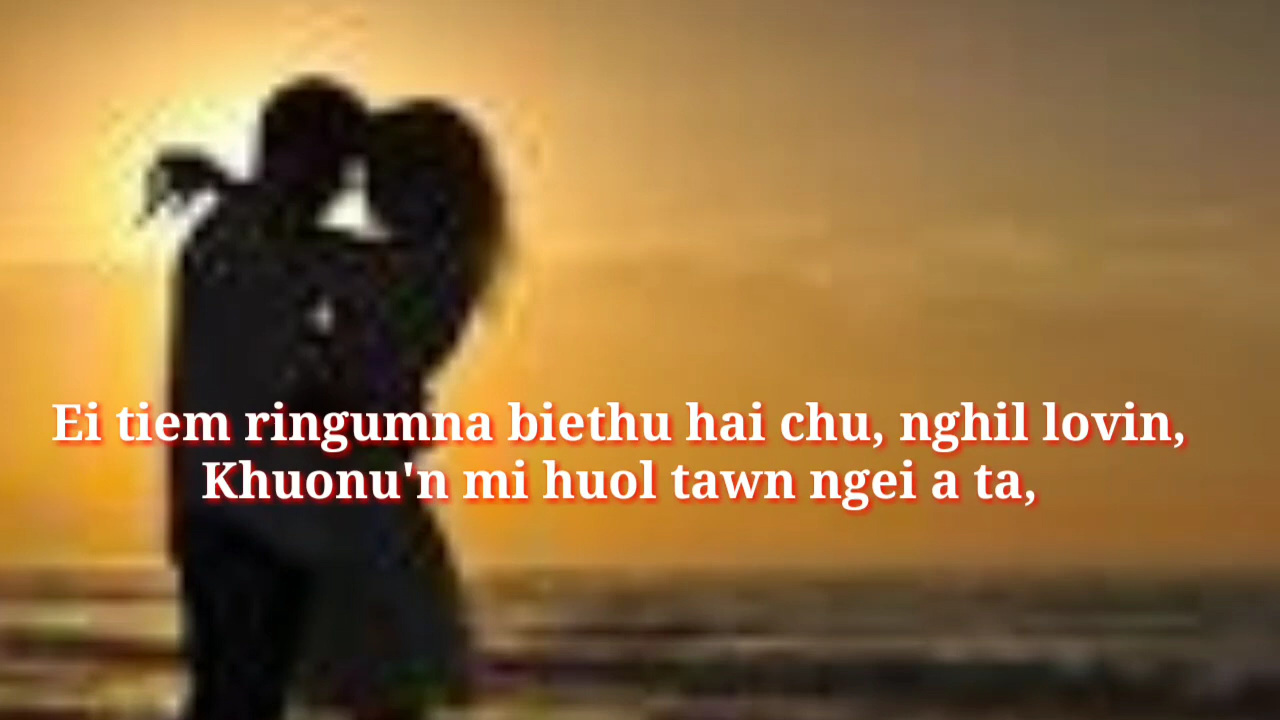 Ei tiem ringumna biethu hai chu, nghil lovin,
Khuonu'n mi huol tawn ngei a ta,